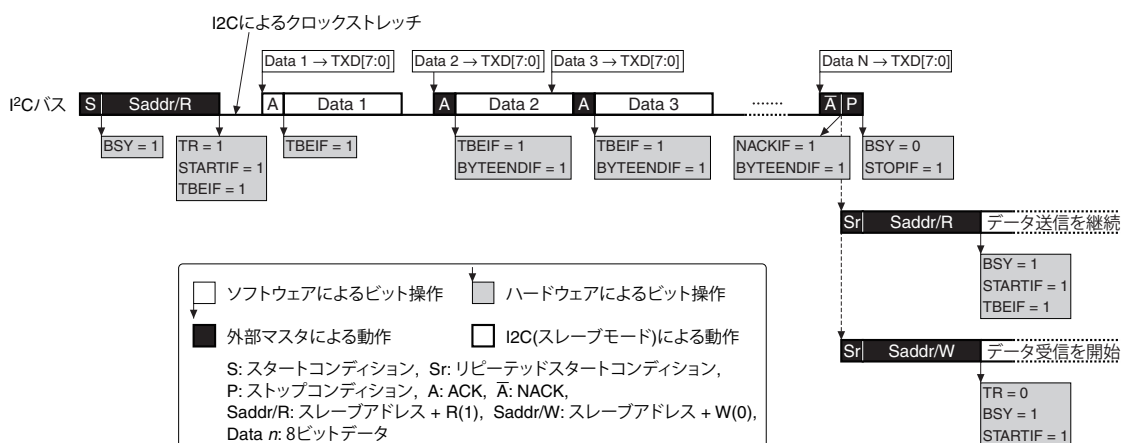 I2Cによるクロックストレッチ
Data 1 → TXD[7:0]
Data 2 → TXD[7:0]
Data 3 → TXD[7:0]
Data N → TXD[7:0]
I²Cバス
S
Saddr/R
A
Data 1
A
Data 2
A
Data 3
.......
A̅
P
BSY = 1
TR = 1
STARTIF = 1
TBEIF = 1
TBEIF = 1
TBEIF = 1
BYTEENDIF = 1
TBEIF = 1
BYTEENDIF = 1
NACKIF = 1
BYTEENDIF = 1
BSY = 0
STOPIF = 1
Sr
Saddr/R
データ送信を継続
BSY = 1
STARTIF = 1
TBEIF = 1
Sr
Saddr/W
データ受信を開始
TR = 0
BSY = 1
STARTIF = 1
ソフトウェアによるビット操作
ハードウェアによるビット操作
外部マスタによる動作
I2C(スレーブモード)による動作
S: スタートコンディション, Sr: リピーテッドスタートコンディション,
P: ストップコンディション, A: ACK, A̅: NACK,
Saddr/R: スレーブアドレス + R(1), Saddr/W: スレーブアドレス + W(0),
Data n: 8ビットデータ